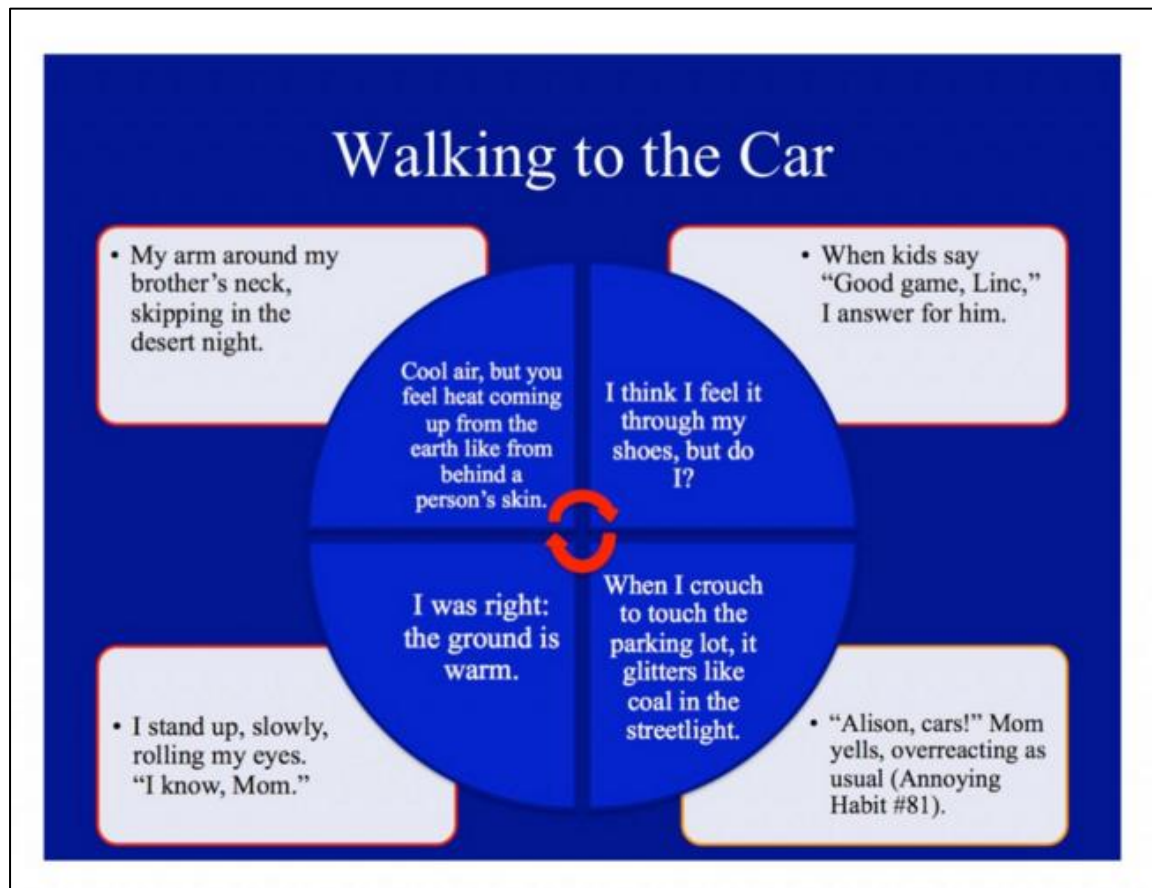 Walking to the Car
• My arm around my
brother’s neck,
skipping in the
desert night.
Cool air, but you
feel heat coming
up from the
earth like from
behind a
person’s skin.
• When kids say
“Good game, Linc,”
I answer for him.
I think I feel it
through my
shoes, but do
I?
When I crouch
to touch the
parking lot, it
glitters like
coal in the
streetlight.
• “Alison, cars!” Mom
yells, overreacting as
usual (Annoying
Habit #81).
I was right:
the ground is
warm.
• I stand up, slowly,
rolling my eyes.
“I know, Mom.”